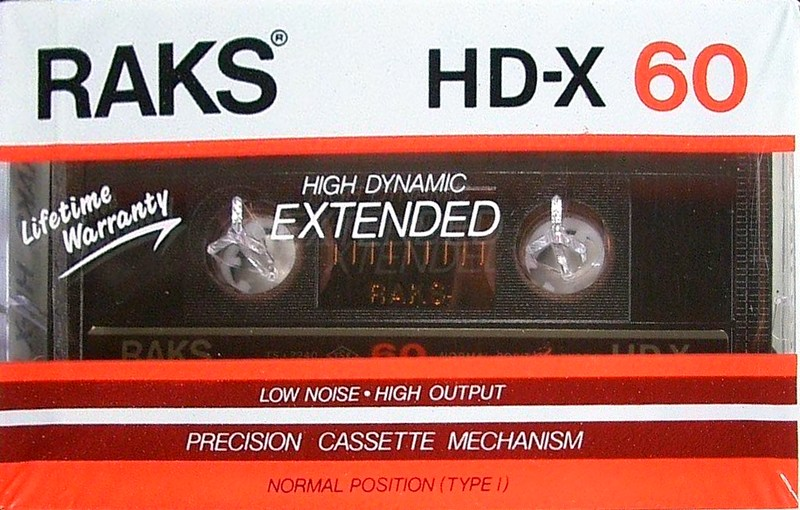 RAKS® HD-X 60
Lifetime
Warranty
HIGH DYNAMIC
EXTENDED
RAKS
RAKS 60 HD-X
LOW NOISE • HIGH OUTPUT
PRECISION CASSETTE MECHANISM
NORMAL POSITION (TYPE I)